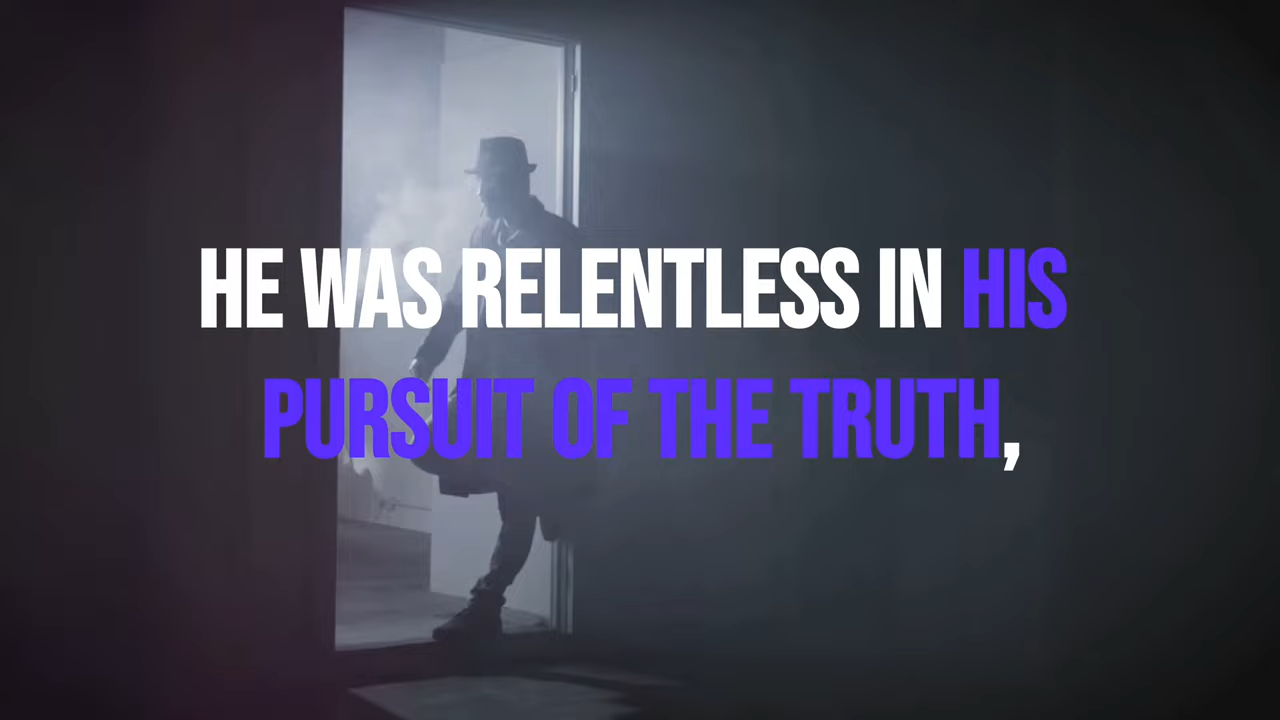 HE WAS RELENTLESS IN HIS
PURSUIT OF THE TRUTH,